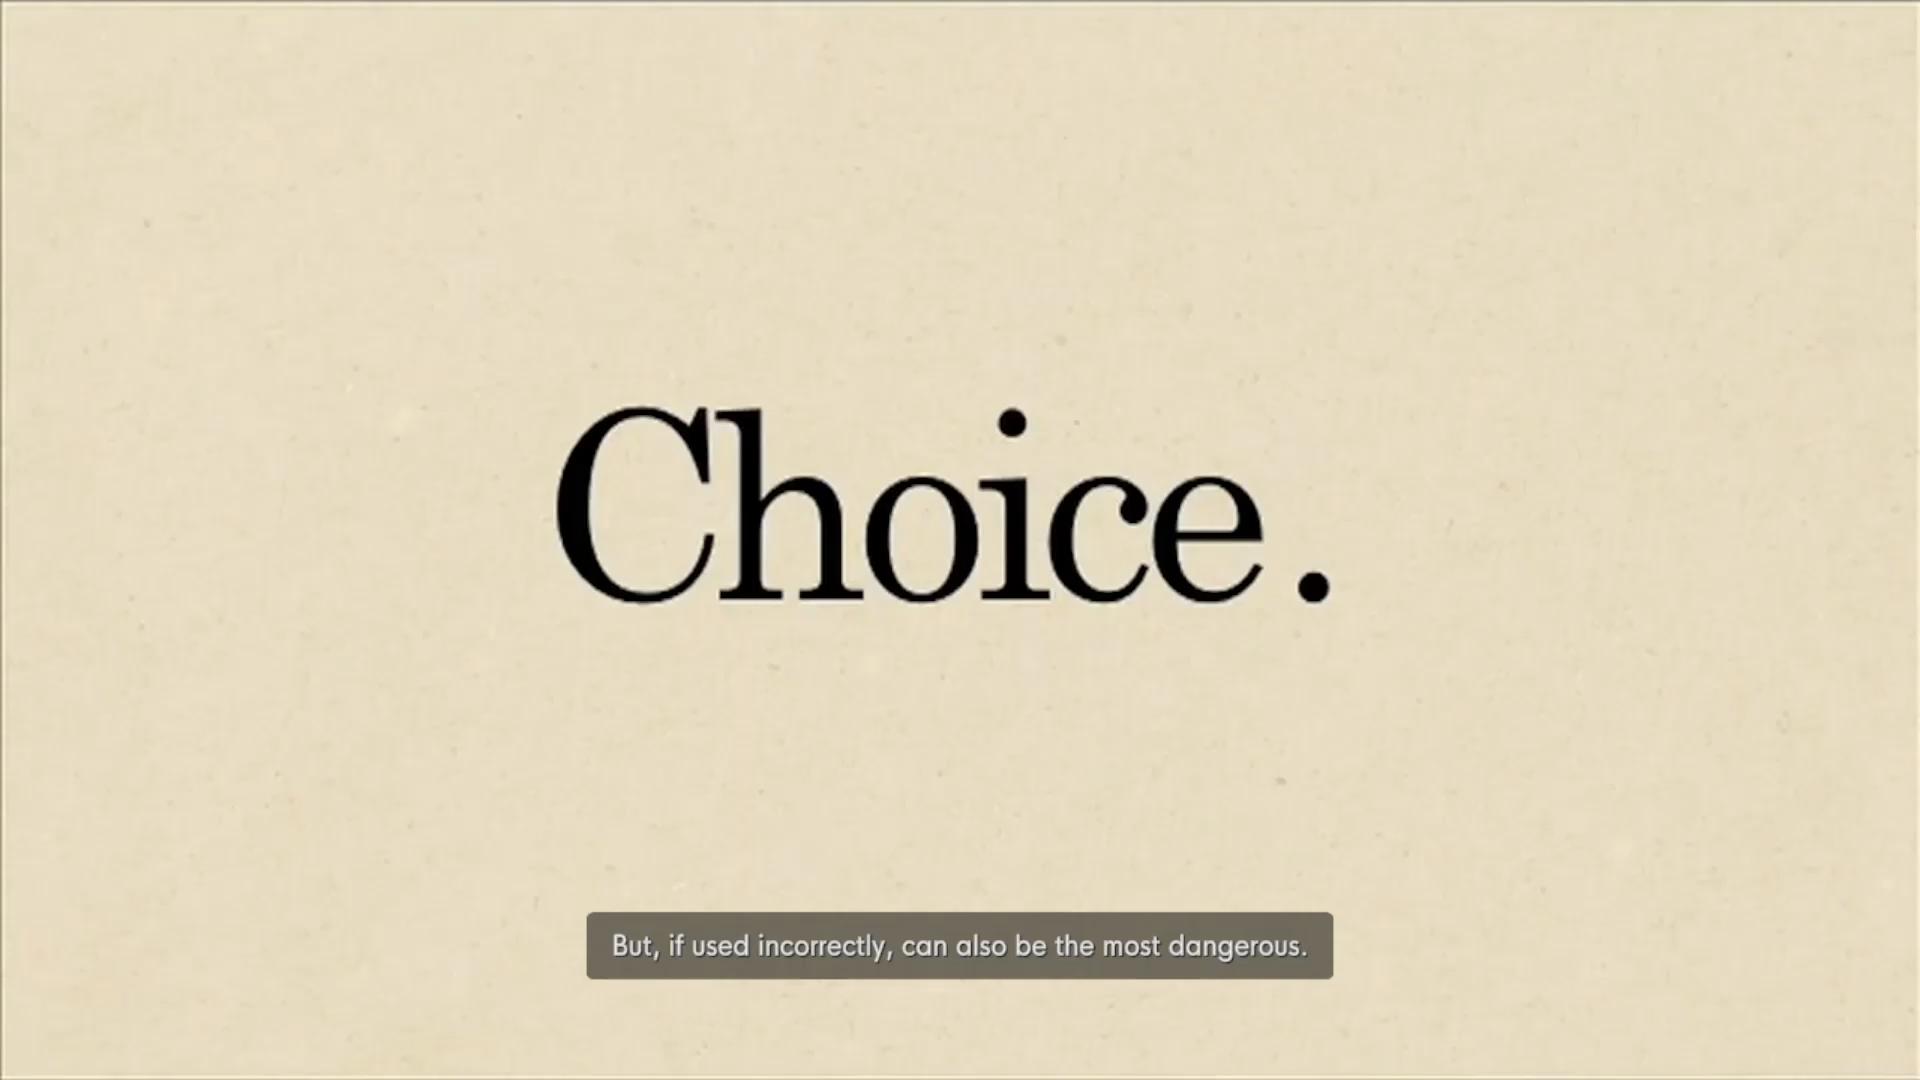 Choice.
But, if used incorrectly, can also be the most dangerous.